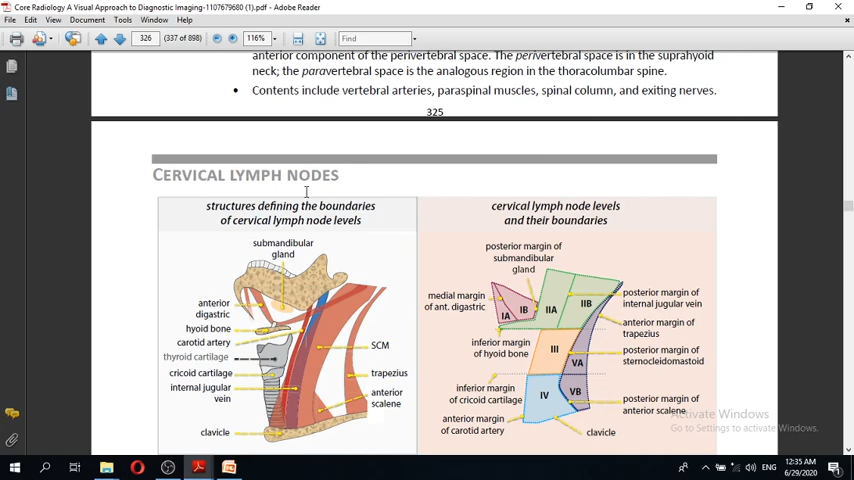 Core Radiology A Visual Approach to Diagnostic Imaging-1107679680 (1).pdf - Adobe Reader
File Edit View Document Tools Window Help
326 (337 of 898) 116% Find
anterior component of the perivertebral space. The perivertebral space is in the suprahyoid
neck; the paravertebral space is the analogous region in the thoracolumbar spine.
• Contents include vertebral arteries, paraspinal muscles, spinal column, and exiting nerves.
325
CERVICAL LYMPH NODES
structures defining the boundaries
of cervical lymph node levels
submandibular
gland
anterior
digastric
hyoid bone
carotid artery
thyroid cartilage
cricoid cartilage
internal jugular
vein
clavicle
SCM
trapezius
anterior
scalene
cervical lymph node levels
and their boundaries
posterior margin of
submandibular
gland
medial margin
of ant. digastric
IA
IB
IIA
IIB
posterior margin of
internal jugular vein
anterior margin of
trapezius
inferior margin
of hyoid bone
III
VA
posterior margin of
sternocleidomastoid
inferior margin
of cricoid cartilage
IV
VB
posterior margin of
anterior scalene
anterior margin
of carotid artery
clavicle
Activate Windows
Go to Settings to activate Windows.
ENG
12:35 AM
6/29/2020